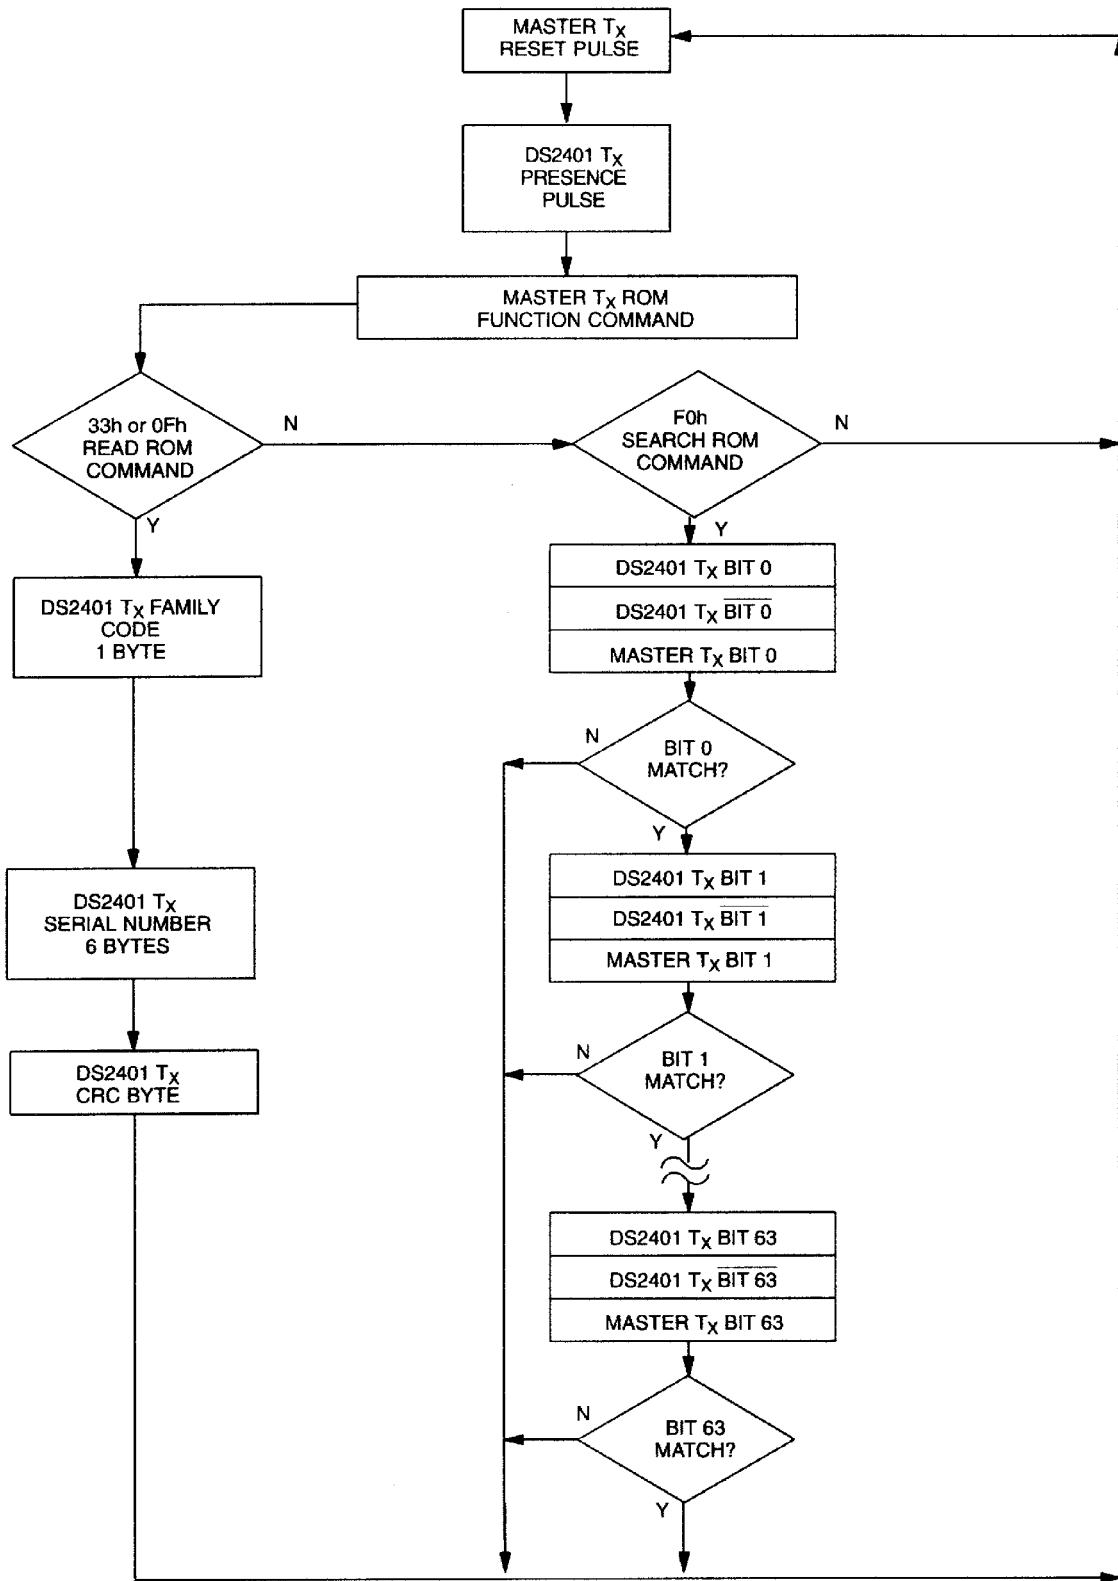 MASTER TX
RESET PULSE
DS2401 TX
PRESENCE
PULSE
MASTER TX ROM
FUNCTION COMMAND
33h or 0Fh
READ ROM
COMMAND
N
Y
F0h
SEARCH ROM
COMMAND
N
Y
DS2401 TX FAMILY
CODE
1 BYTE
DS2401 TX
SERIAL NUMBER
6 BYTES
DS2401 TX
CRC BYTE
DS2401 TX BIT 0
DS2401 TX BIT 0
MASTER TX BIT 0
BIT 0
MATCH?
N
Y
DS2401 TX BIT 1
DS2401 TX BIT 1
MASTER TX BIT 1
BIT 1
MATCH?
N
Y
DS2401 TX BIT 63
DS2401 TX BIT 63
MASTER TX BIT 63
BIT 63
MATCH?
N
Y